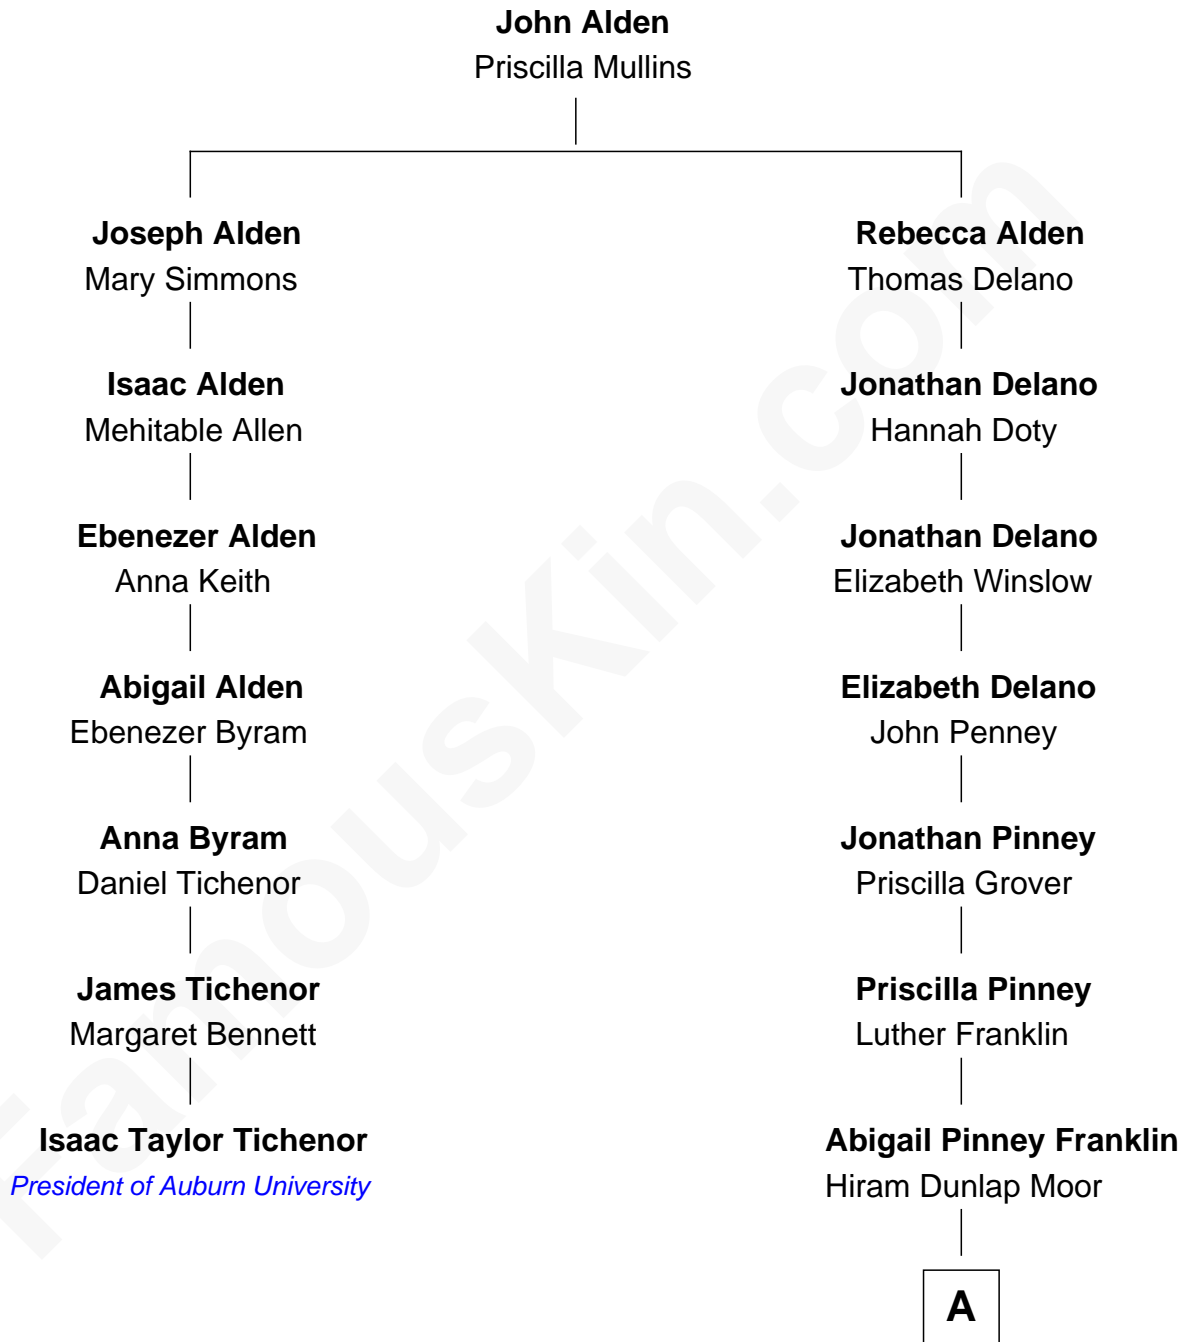 John Alden
Priscilla Mullins
Joseph Alden
Mary Simmons
Rebecca Alden
Thomas Delano
Isaac Alden
Mehitable Allen
Jonathan Delano
Hannah Doty
Ebenezer Alden
Anna Keith
Jonathan Delano
Elizabeth Winslow
Abigail Alden
Ebenezer Byram
Elizabeth Delano
John Penney
Anna Byram
Daniel Tichenor
Jonathan Pinney
Priscilla Grover
James Tichenor
Margaret Bennett
Priscilla Pinney
Luther Franklin
Isaac Taylor Tichenor
President of Auburn University
Abigail Pinney Franklin
Hiram Dunlap Moor
A
FamousKin.com